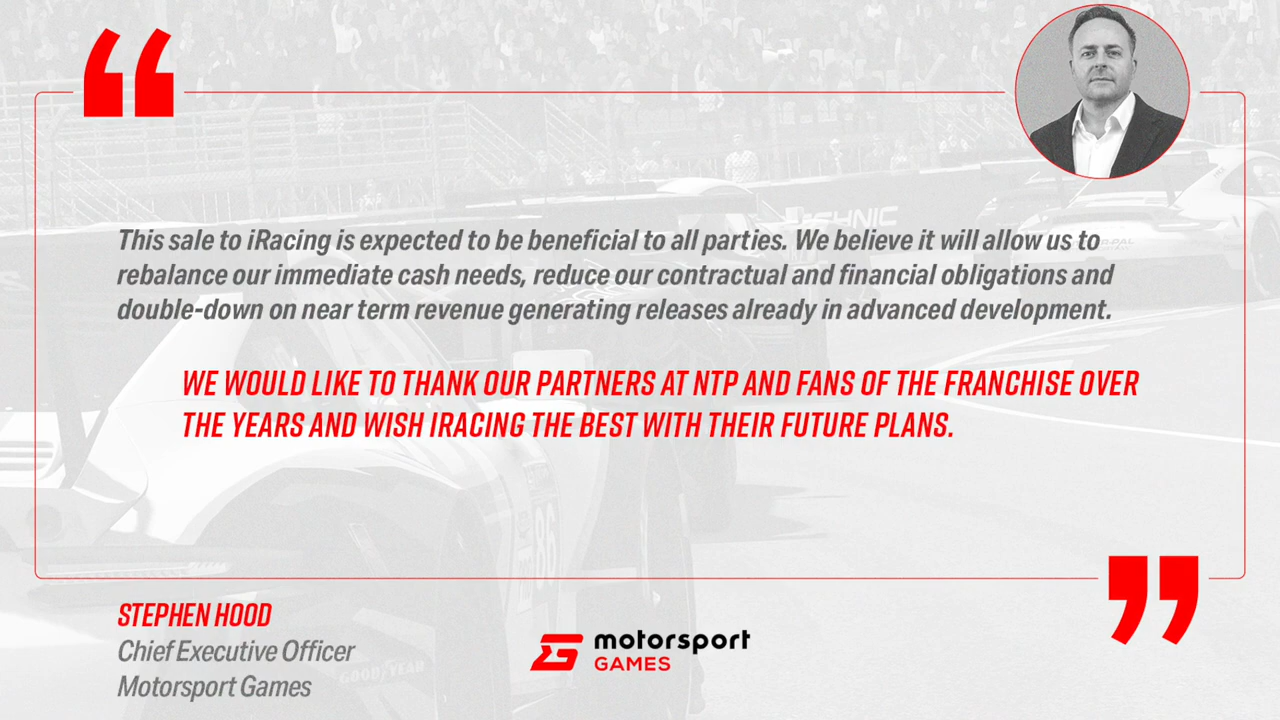 This sale to iRacing is expected to be beneficial to all parties. We believe it will allow us to
rebalance our immediate cash needs, reduce our contractual and financial obligations and
double-down on near term revenue generating releases already in advanced development.
WE WOULD LIKE TO THANK OUR PARTNERS AT NTP AND FANS OF THE FRANCHISE OVER
THE YEARS AND WISH IRACING THE BEST WITH THEIR FUTURE PLANS.
STEPHEN HOOD
Chief Executive Officer
Motorsport Games
motorsport
GAMES
GOODYEAR
86